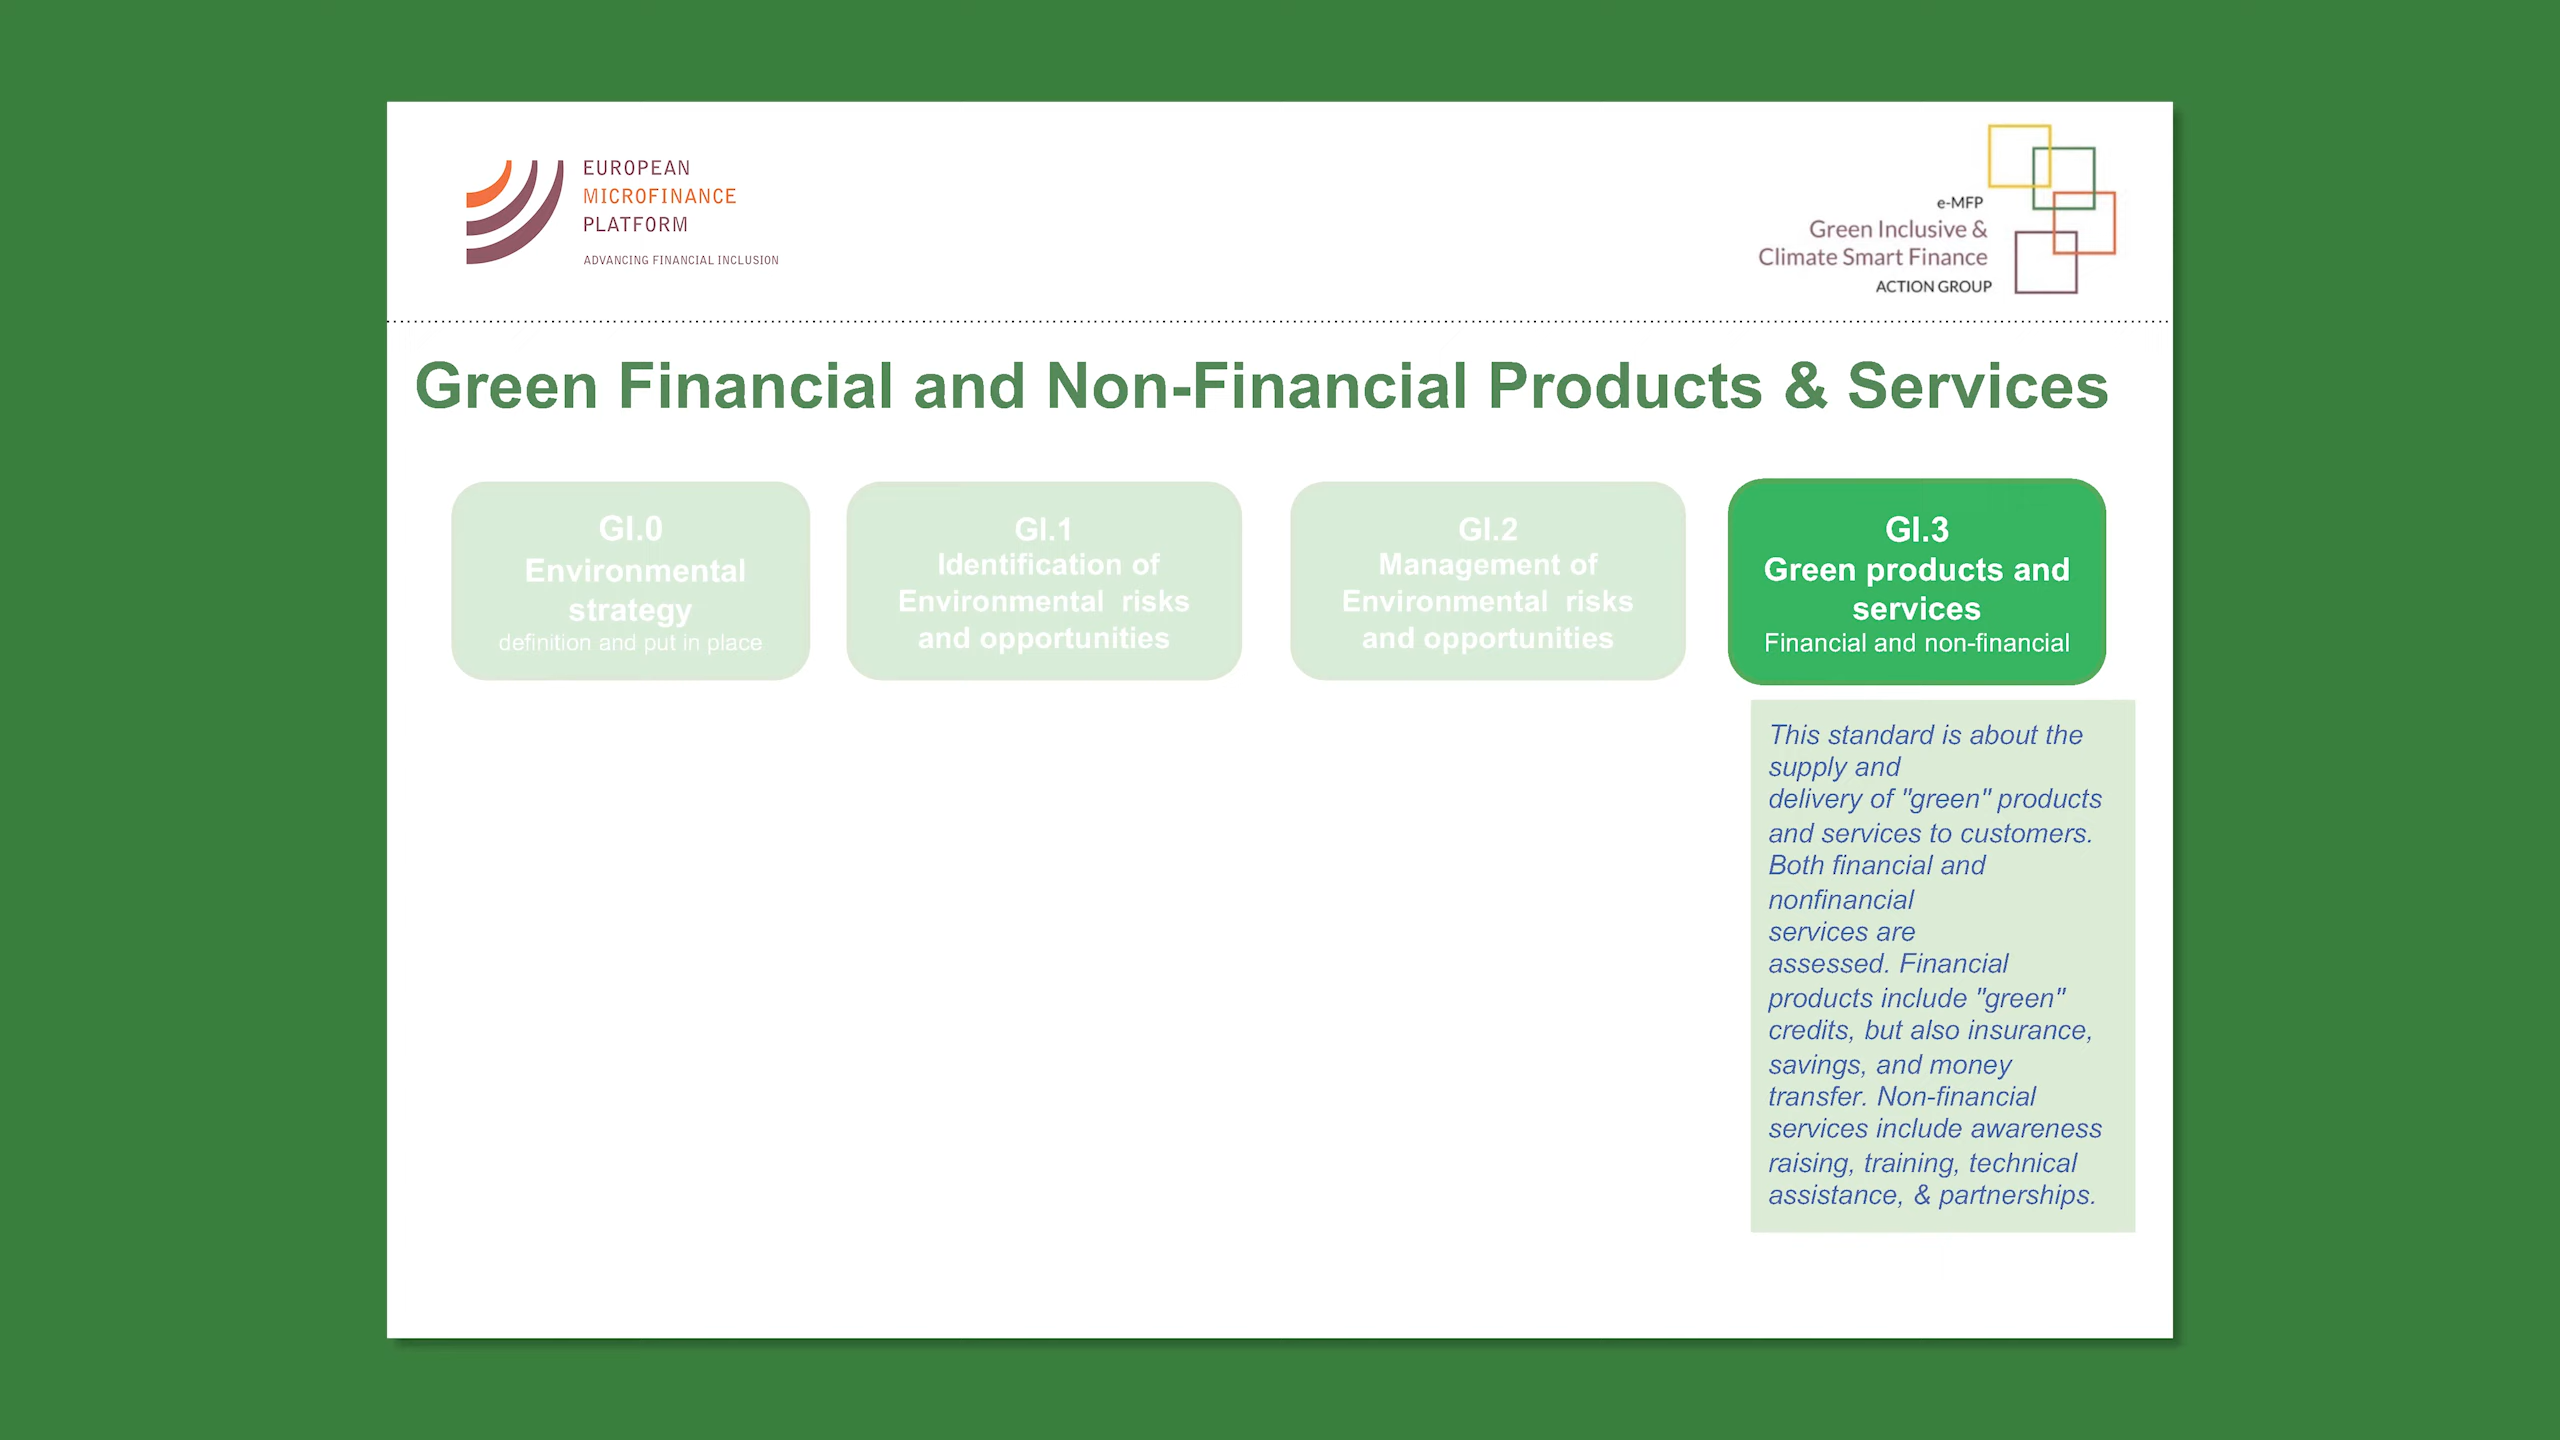 EUROPEAN
MICROFINANCE
PLATFORM
ADVANCING FINANCIAL INCLUSION
e-MFP
Green Inclusive &
Climate Smart Finance
ACTION GROUP
Green Financial and Non-Financial Products & Services
GI.0
Environmental
strategy
definition and put in place
GI.1
Identification of
Environmental risks
and opportunities
GI.2
Management of
Environmental risks
and opportunities
GI.3
Green products and
services
Financial and non-financial
This standard is about the
supply and
delivery of "green" products
and services to customers.
Both financial and
nonfinancial
services are
assessed. Financial
products include "green"
credits, but also insurance,
savings, and money
transfer. Non-financial
services include awareness
raising, training, technical
assistance, & partnerships.